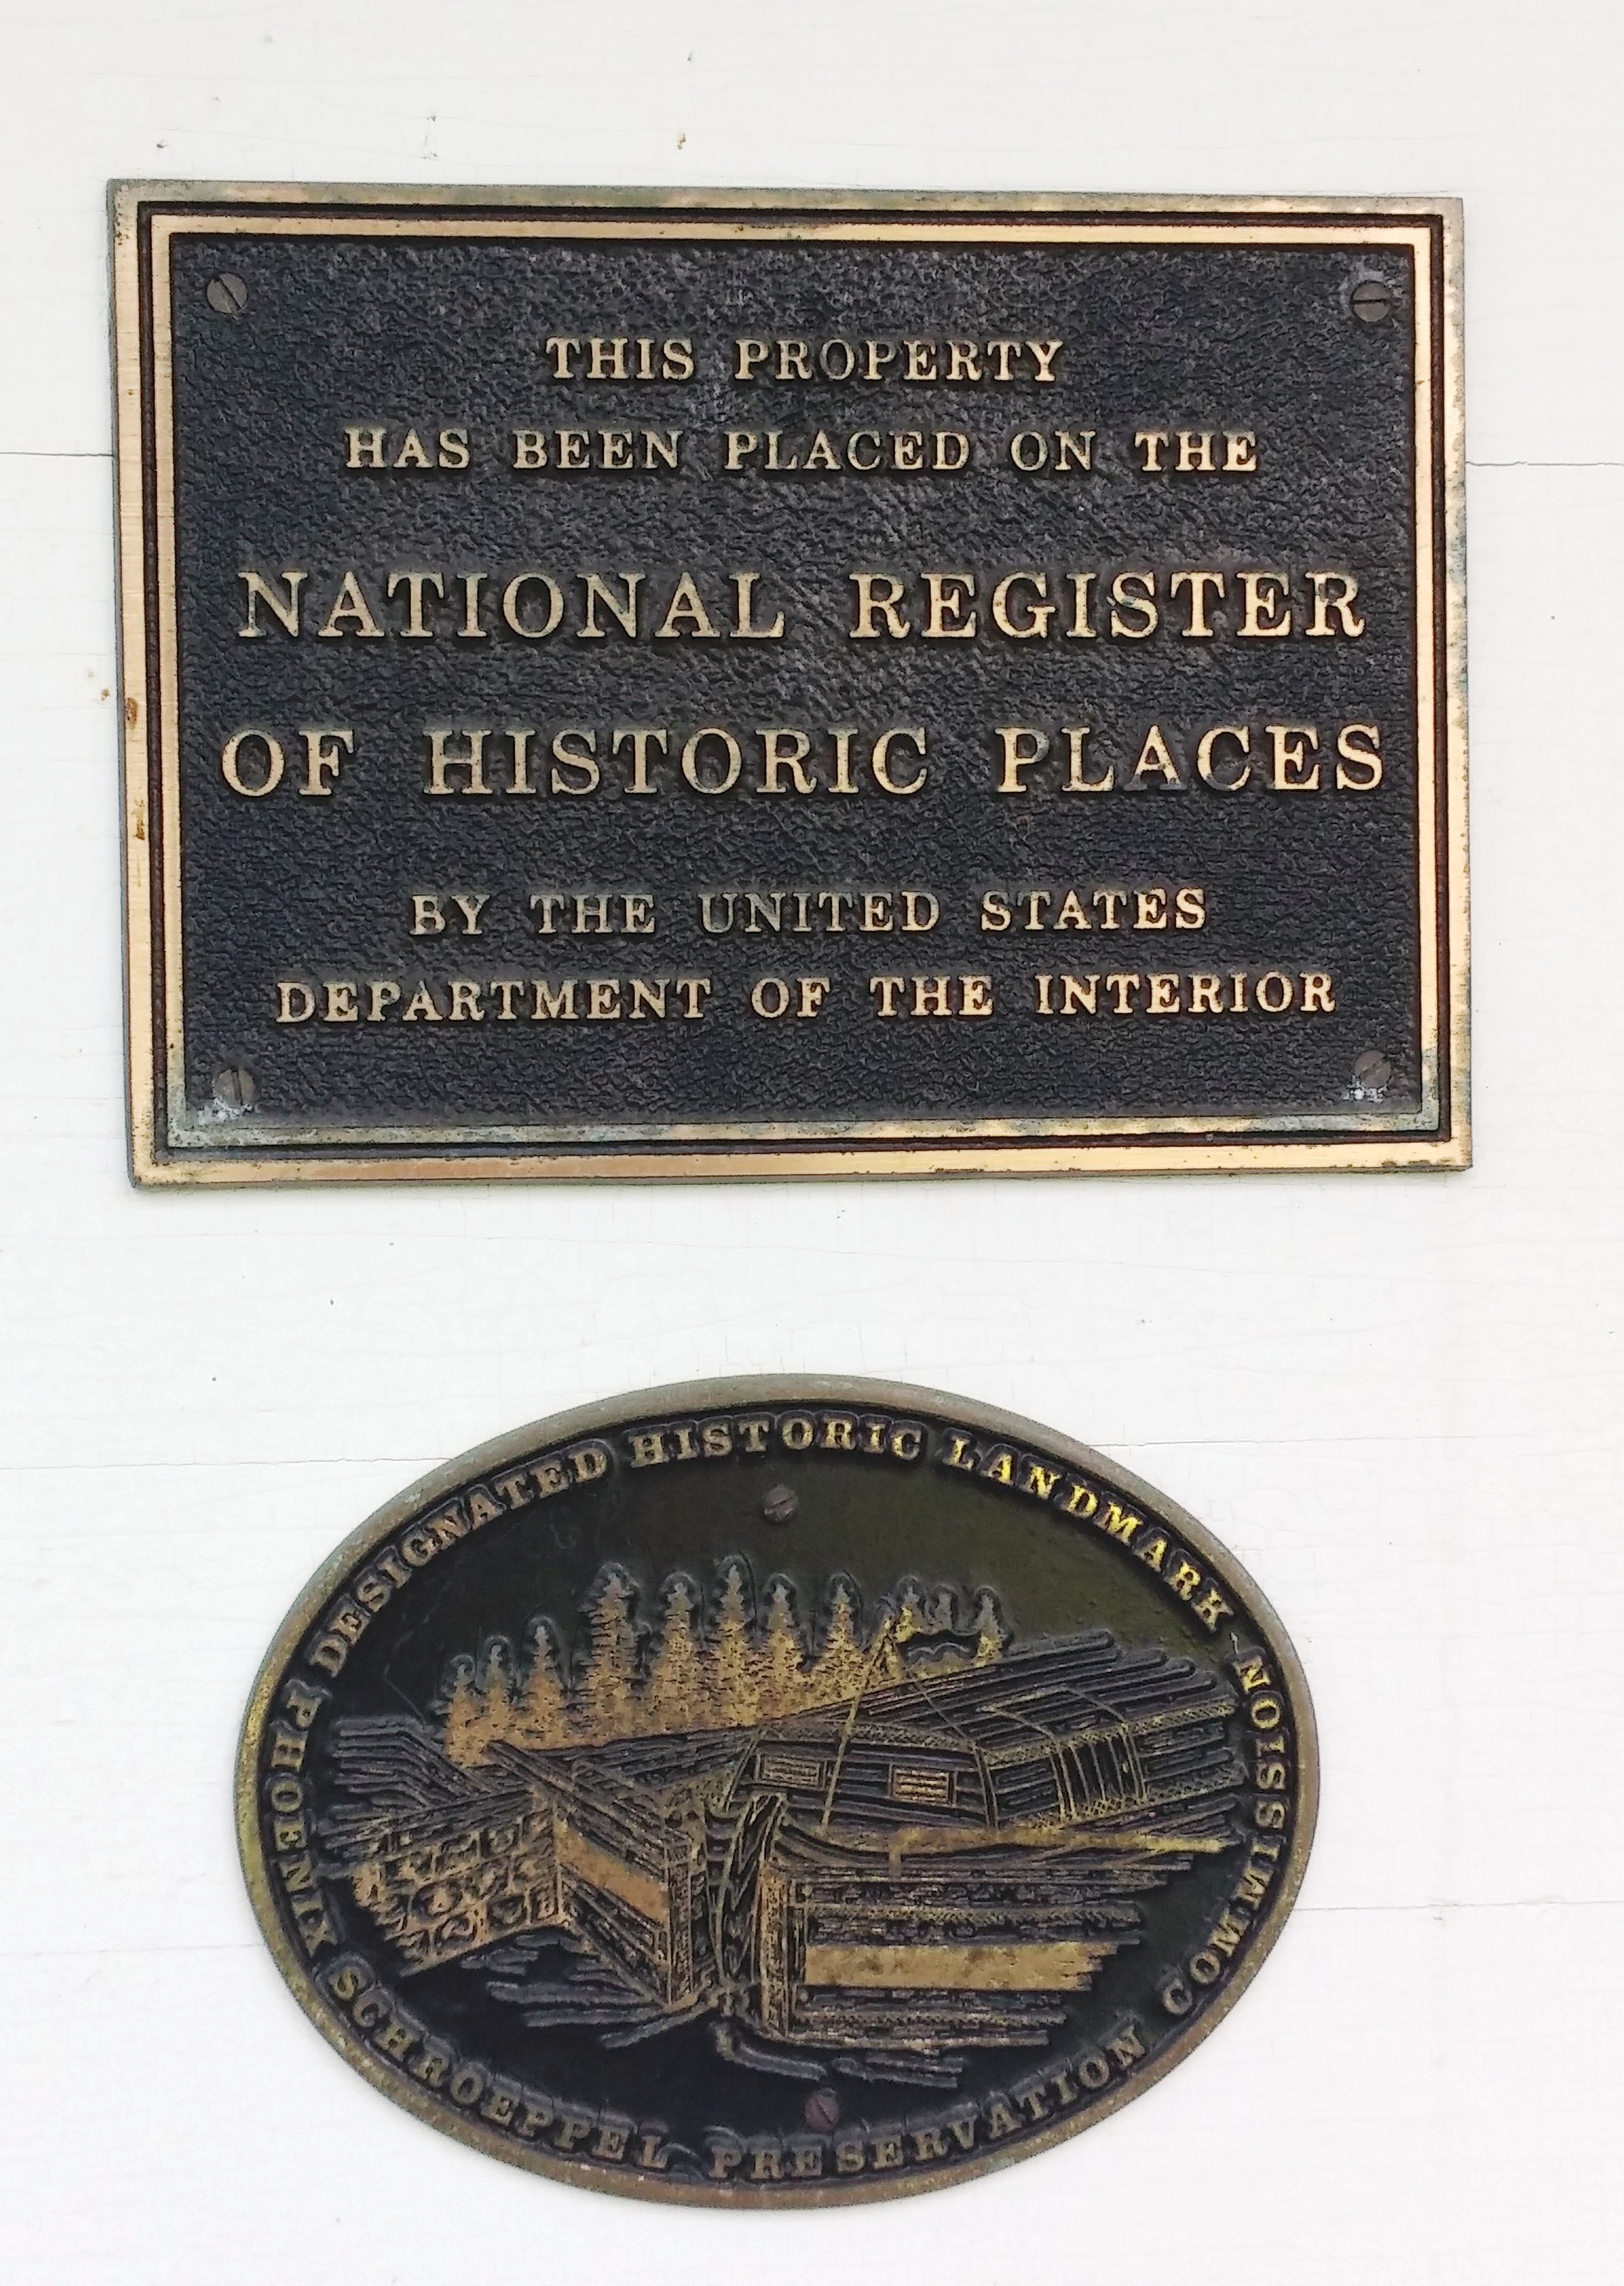 THIS PROPERTY
HAS BEEN PLACED ON THE
NATIONAL REGISTER
OF HISTORIC PLACES
BY THE UNITED STATES
DEPARTMENT OF THE INTERIOR
DESIGNATED HISTORIC LANDMARK
PHOENIX SCHROEPPEL PRESERVATION COMMISSION